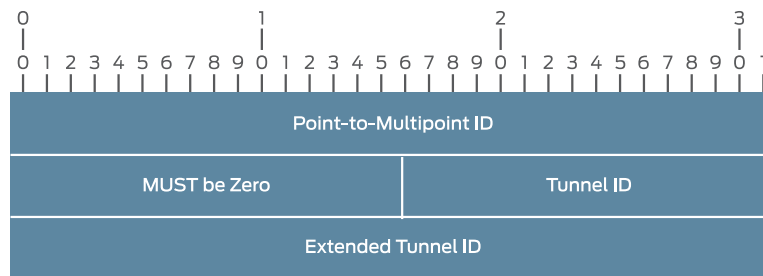 0 1 2 3
0 1 2 3 4 5 6 7 8 9 0 1 2 3 4 5 6 7 8 9 0 1 2 3 4 5 6 7 8 9 0 1
Point-to-Multipoint ID
MUST be Zero Tunnel ID
Extended Tunnel ID